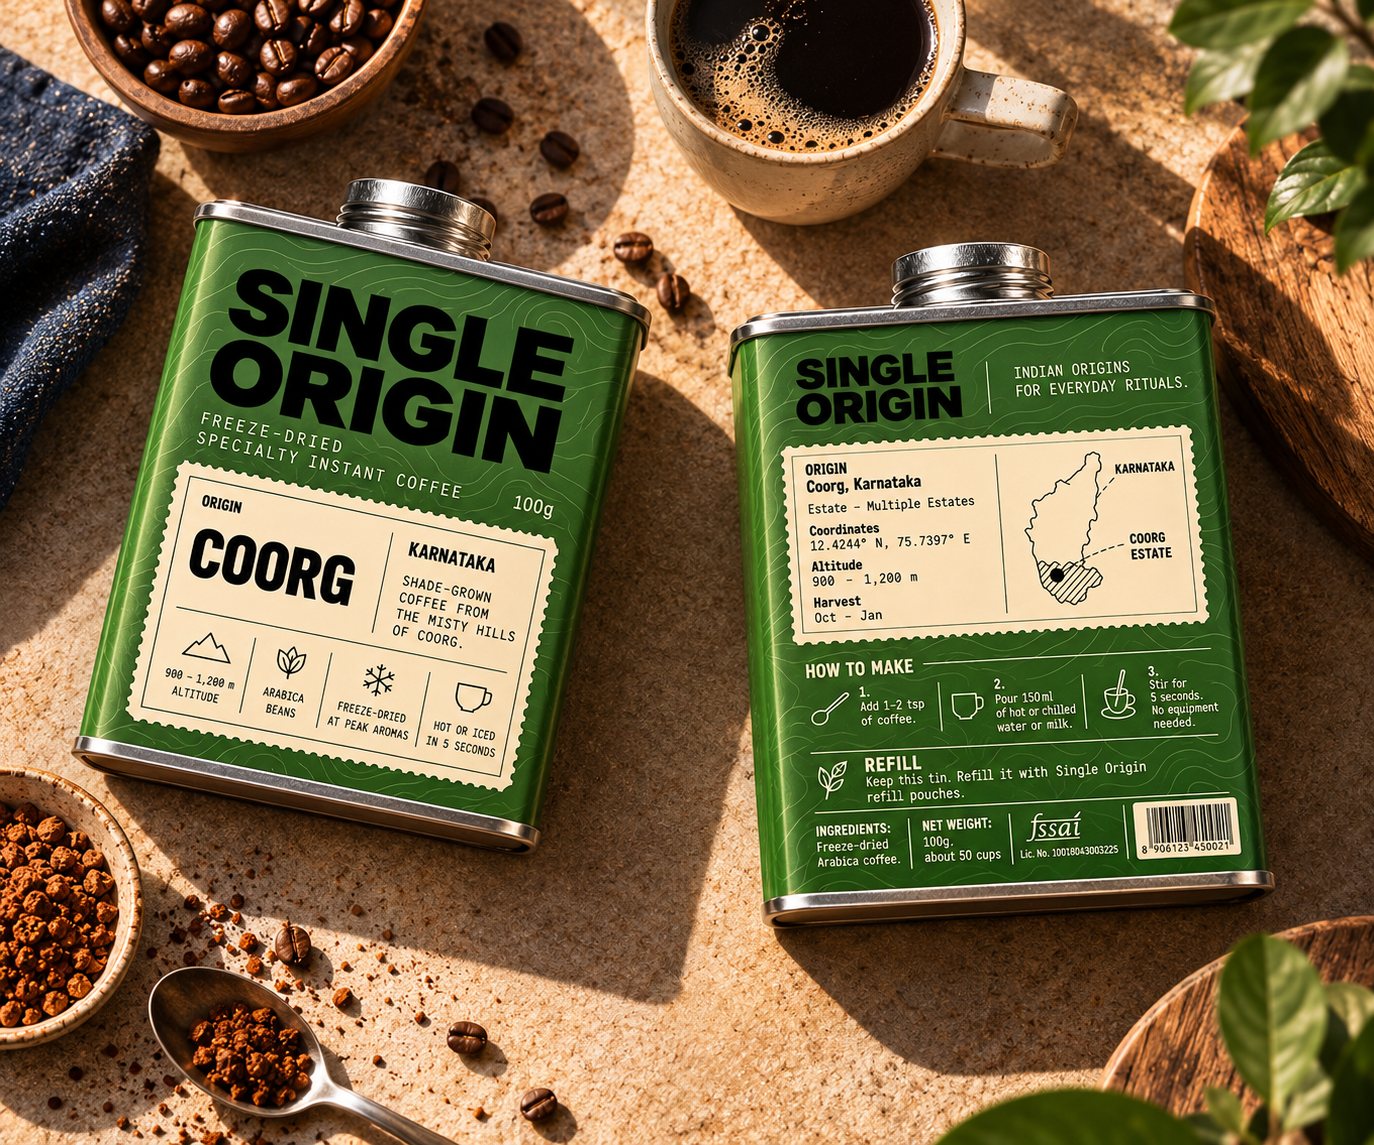 SINGLE
ORIGIN
FREEZE-DRIED
SPECIALTY INSTANT COFFEE
100g
ORIGIN
COORG
KARNATAKA
SHADE-GROWN
COFFEE FROM
THE MISTY HILLS
OF COORG.
900 – 1,200 m
ALTITUDE
ARABICA
BEANS
FREEZE-DRIED
AT PEAK AROMAS
HOT OR ICED
IN 5 SECONDS
SINGLE
ORIGIN
INDIAN ORIGINS
FOR EVERYDAY RITUALS.
ORIGIN
Coorg, Karnataka
Estate – Multiple Estates
Coordinates
12.4244° N, 75.7397° E
Altitude
900 – 1,200 m
Harvest
Oct – Jan
KARNATAKA
COORG
ESTATE
HOW TO MAKE
1.
Add 1-2 tsp
of coffee.
2.
Pour 150ml
of hot or chilled
water or milk.
3.
Stir for
5 seconds.
No equipment
needed.
REFILL
Keep this tin. Refill it with Single Origin
refill pouches.
INGREDIENTS:
Freeze-dried
Arabica coffee.
NET WEIGHT:
100g.
about 50 cups
fssai
Lic. No. 10018043003225
8 906123 450021